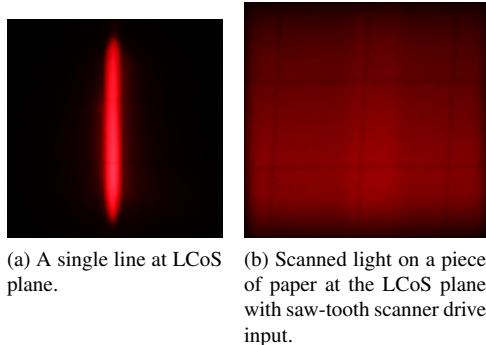 (a) A single line at LCoS
plane.
(b) Scanned light on a piece
of paper at the LCoS plane
with saw-tooth scanner drive
input.